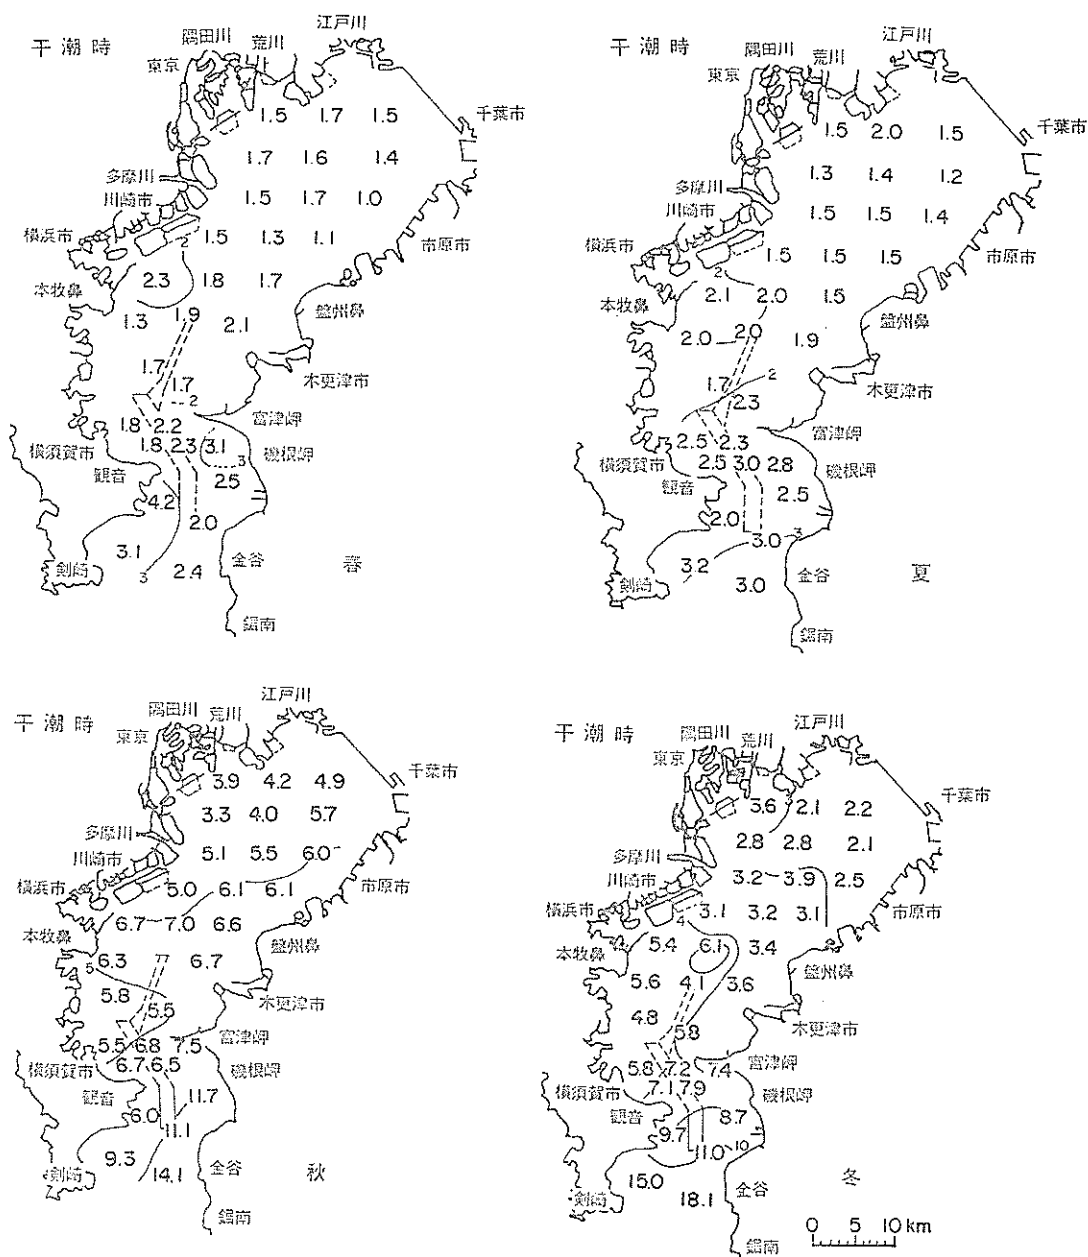 干潮時
隅田川 荒川 江戸川
東京
千葉市
1.5 1.7 1.5
1.7 1.6 1.4
多摩川
川崎市
1.5 1.7 1.0
横浜市
市原市
2 1.5 1.3 1.1
2.3 1.8 1.7
本牧鼻
盤州鼻
1.3 1.9 2.1
木更津市
1.7 1.7
2
富津岬
1.8 2.2
横須賀市 1.8 2.3 3.1 磯根岬
3
観音
2.5
4.2
2.0
3.1
金谷
剣崎 3 2.4
春
鋸南
干潮時
隅田川 荒川 江戸川
東京
千葉市
1.5 2.0 1.5
1.3 1.4 1.2
多摩川
川崎市
1.5 1.5 1.4
横浜市
市原市
1.5 1.5 1.5
2
本牧鼻
2.1 2.0 1.5
盤州鼻
2.0 2.0 1.9
木更津市
1.7 2
2.3
富津岬
2.5 2.3
横須賀市 2.5 3.0 2.8 磯根岬
観音
2.5
2.0
3.0 3
3.2
金谷
剣崎 3.0
夏
鋸南
干潮時
隅田川 荒川 江戸川
東京
千葉市
3.9 4.2 4.9
3.3 4.0 5.7
多摩川
川崎市
5.1 5.5 6.0
横浜市
市原市
5.0 6.1 6.1
6.7 7.0 6.6
本牧鼻
盤州鼻
6.3 6.7
5.8 5.5
木更津市
富津岬
5.5 6.8 7.5
横須賀市 6.7 6.5 磯根岬
観音
11.7
6.0 11.1
9.3
金谷
剣崎 14.1
秋
鋸南
干潮時
隅田川 荒川 江戸川
東京
千葉市
3.6 2.1 2.2
2.8 2.8 2.1
多摩川
川崎市
3.2 3.9 2.5
横浜市
市原市
3.1 3.2 3.1
4
本牧鼻
5.4 6.1 3.4
盤州鼻
5.6 4.1 3.6
4.8
5.8
木更津市
富津岬
5.8 7.2 7.4
横須賀市 7.1 7.9 磯根岬
観音
8.7
9.7
11.0 10
15.0
剣崎 18.1 金谷
冬
鋸南
0 5 10 km